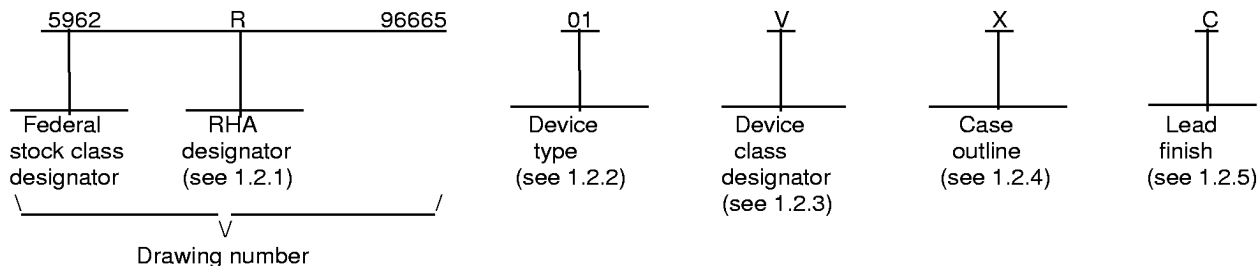 5962 R 96665 01 V X C
Federal RHA Device Device Case Lead
stock class designator type class outline finish
designator (see 1.2.1) (see 1.2.2) designator (see 1.2.4) (see 1.2.5)
(see 1.2.3)
\ /
V
Drawing number